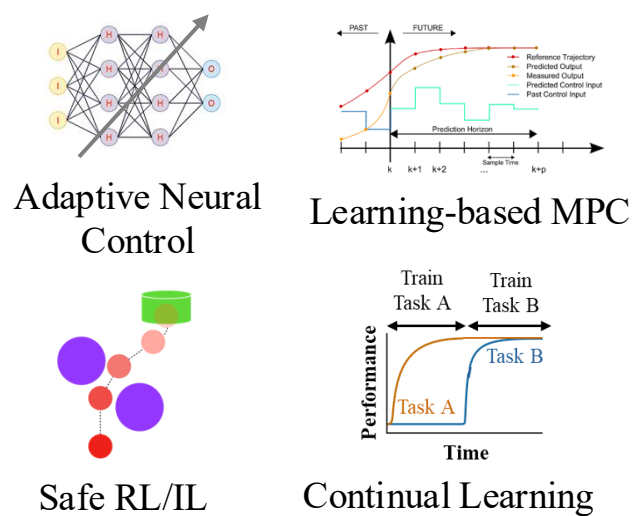 H
H
I
H
H
O
I
H
H
O
I
H
H
Adaptive Neural
Control
PAST
FUTURE
Reference Trajectory
Predicted Output
Measured Output
Predicted Control Input
Past Control Input
Prediction Horizon
Sample Time
k
k+1
k+2
...
k+p
Learning-based MPC
Safe RL/IL
Train
Task A
Train
Task B
Performance
Task B
Task A
Time
Continual Learning